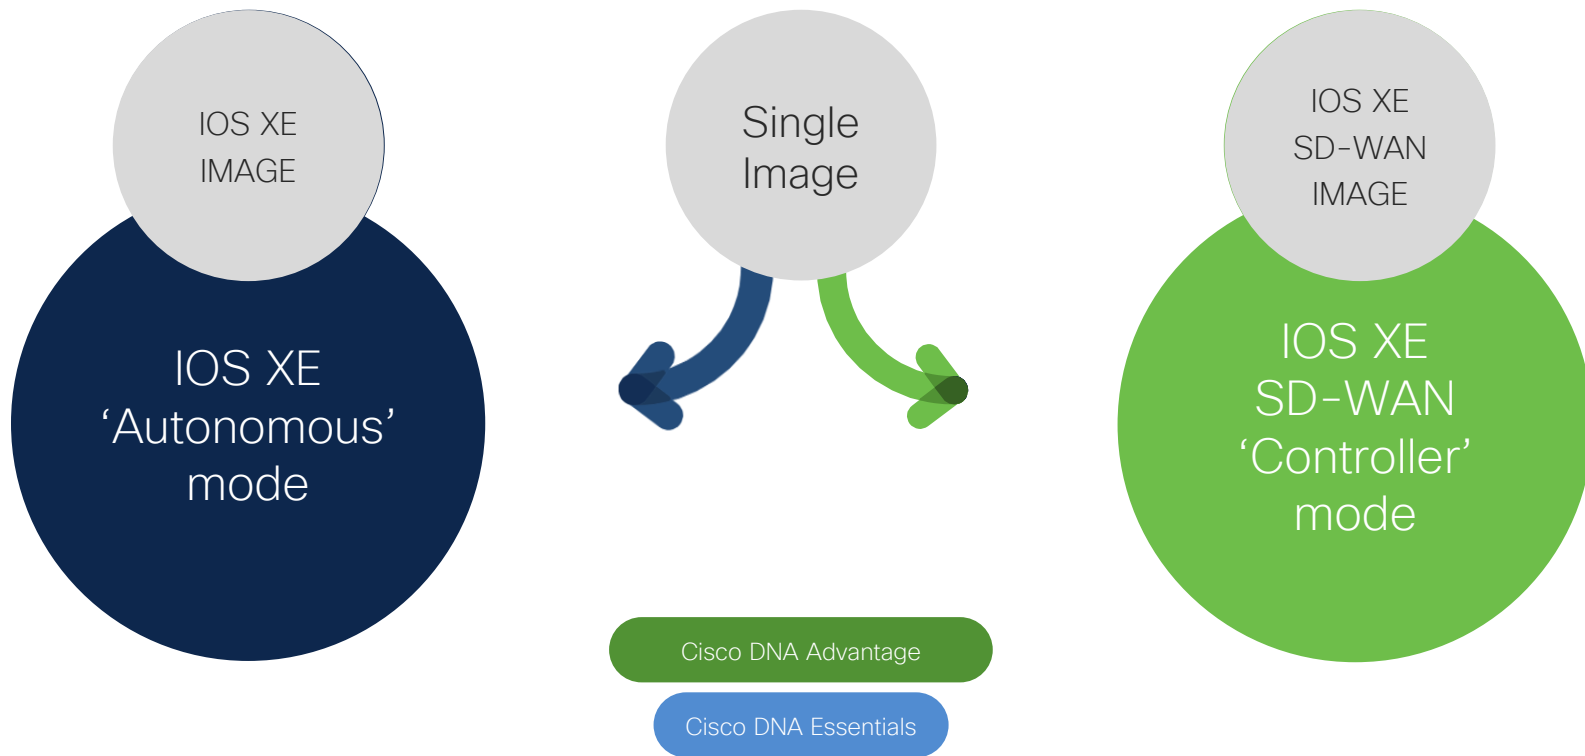 IOS XE
IMAGE
IOS XE
‘Autonomous’
mode
Single
Image
Cisco DNA Advantage
Cisco DNA Essentials
IOS XE
SD-WAN
IMAGE
IOS XE
SD-WAN
‘Controller’
mode